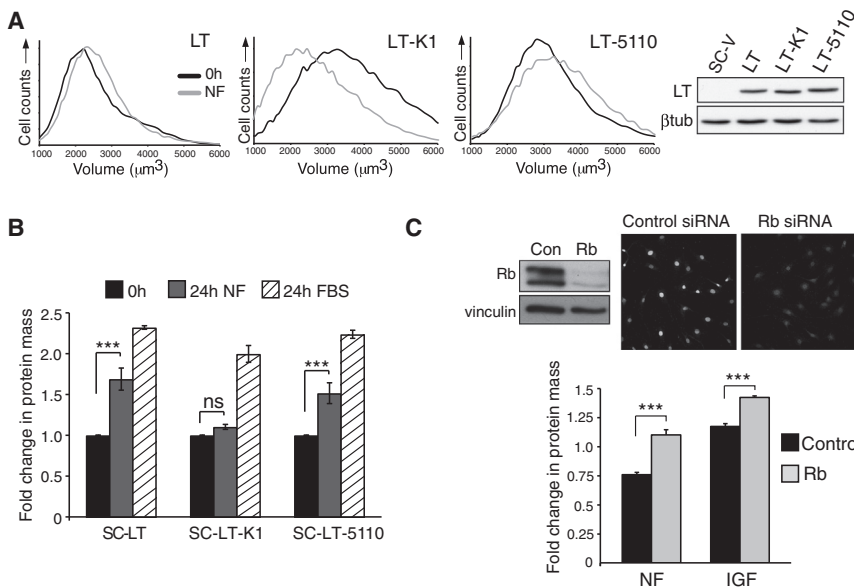 A
LT
0h
NF
Cell counts →
1000 2000 3000 4000 5000 6000
Volume (μm³)
LT-K1
Cell counts →
1000 2000 3000 4000 5000 6000
Volume (μm³)
LT-5110
Cell counts →
1000 2000 3000 4000 5000 6000
Volume (μm³)
SC-V LT LT-K1 LT-5110
LT
βtub
B
0h 24h NF 24h FBS
Fold change in protein mass
2.5
2.0
1.5
1.0
0.5
0
***
ns
***
SC-LT SC-LT-K1 SC-LT-5110
C
Con Rb
Rb
vinculin
Control siRNA Rb siRNA
Fold change in protein mass
1.5
1.25
1
0.75
0.5
0.25
0
***
***
Control
Rb
NF IGF